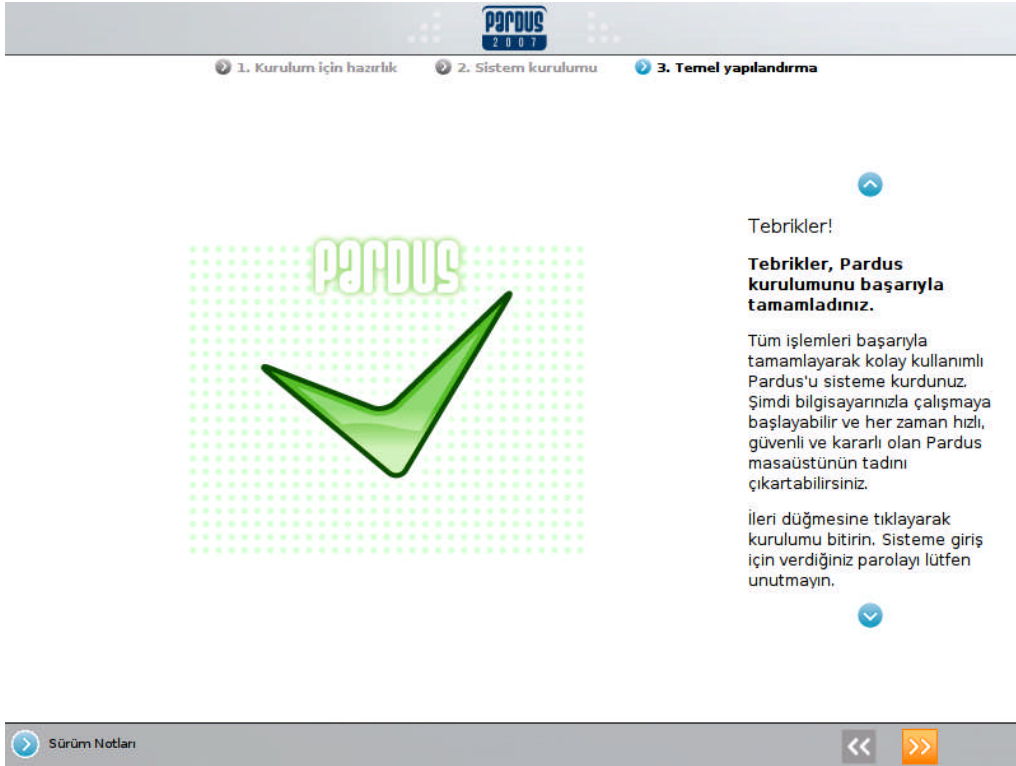 PARDUS
2007
1. Kurulum için hazırlık
2. Sistem kurulumu
3. Temel yapılandırma
PARDUS
Tebrikler!
Tebrikler, Pardus
kurulumunu başarıyla
tamamladınız.
Tüm işlemleri başarıyla
tamamlayarak kolay kullanımlı
Pardus'u sisteme kurdunuz.
Şimdi bilgisayarınızla çalışmaya
başlayabilir ve her zaman hızlı,
güvenli ve kararlı olan Pardus
masaüstünün tadını
çıkartabilirsiniz.
İleri düğmesine tıklayarak
kurulumu bitirin. Sisteme giriş
için verdiğiniz parolayı lütfen
unutmayın.
Sürüm Notları